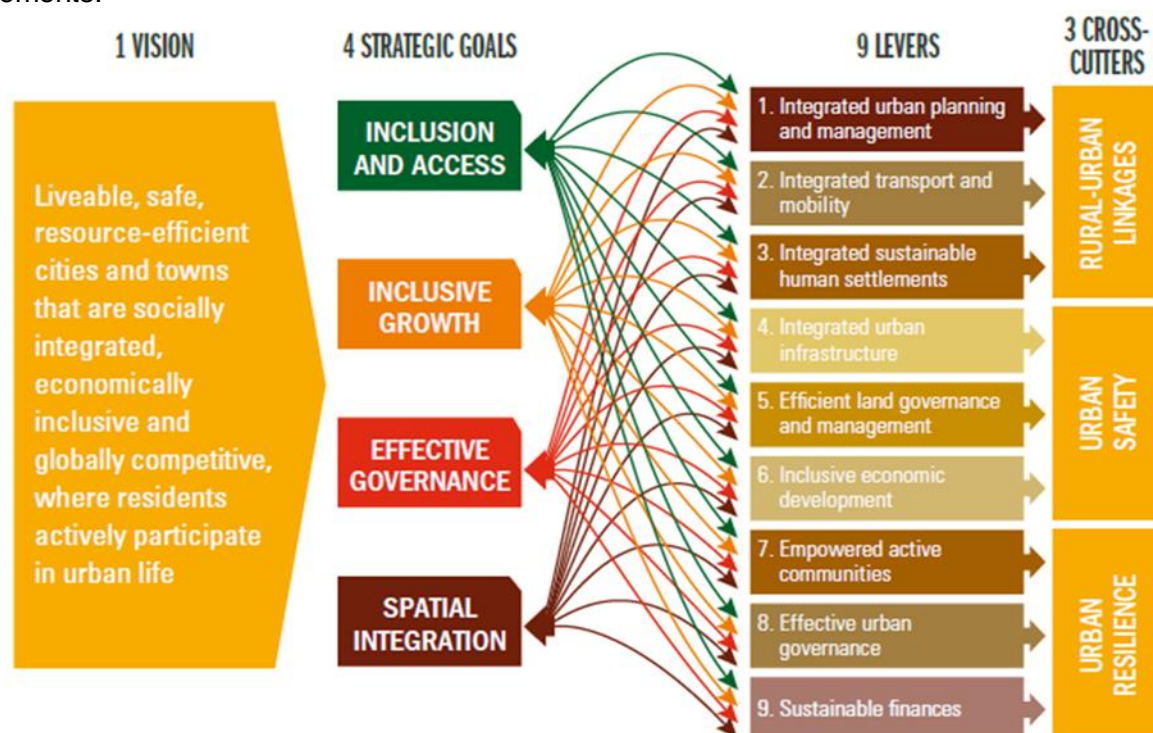 1 VISION
Liveable, safe,
resource-efficient
cities and towns
that are socially
integrated,
economically
inclusive and
globally competitive,
where residents
actively participate
in urban life
4 STRATEGIC GOALS
INCLUSION
AND ACCESS
INCLUSIVE
GROWTH
EFFECTIVE
GOVERNANCE
SPATIAL
INTEGRATION
9 LEVERS
1. Integrated urban planning
and management
2. Integrated transport and
mobility
3. Integrated sustainable
human settlements
4. Integrated urban
infrastructure
5. Efficient land governance
and management
6. Inclusive economic
development
7. Empowered active
communities
8. Effective urban
governance
9. Sustainable finances
3 CROSS-
CUTTERS
RURAL-URBAN
LINKAGES
URBAN
SAFETY
URBAN
RESILIENCE